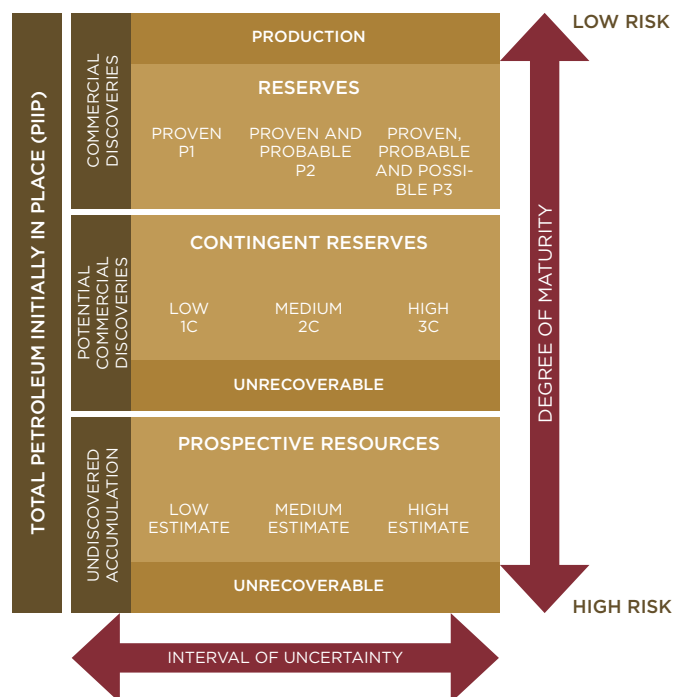 TOTAL PETROLEUM INITIALLY IN PLACE (PIIP)
COMMERCIAL
DISCOVERIES
PRODUCTION
RESERVES
PROVEN
P1
PROVEN AND
PROBABLE
P2
PROVEN,
PROBABLE
AND POSSI-
BLE P3
POTENTIAL
COMMERCIAL
DISCOVERIES
CONTINGENT RESERVES
LOW
1C
MEDIUM
2C
HIGH
3C
UNRECOVERABLE
UNDISCOVERED
ACCUMULATION
PROSPECTIVE RESOURCES
LOW
ESTIMATE
MEDIUM
ESTIMATE
HIGH
ESTIMATE
UNRECOVERABLE
LOW RISK
DEGREE OF MATURITY
HIGH RISK
INTERVAL OF UNCERTAINTY